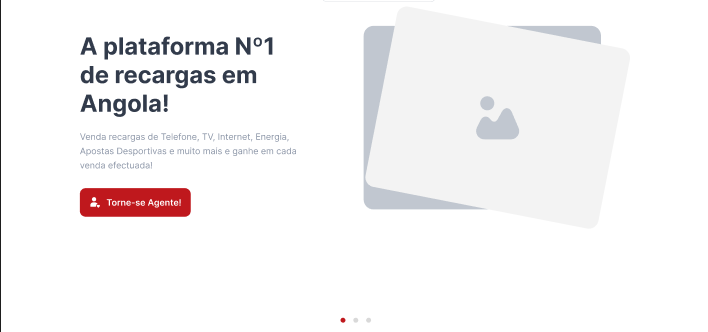 A plataforma Nº1
de recargas em
Angola!
Venda recargas de Telefone, TV, Internet, Energia,
Apostas Desportivas e muito mais e ganhe em cada
venda efectuada!
Torne-se Agente!